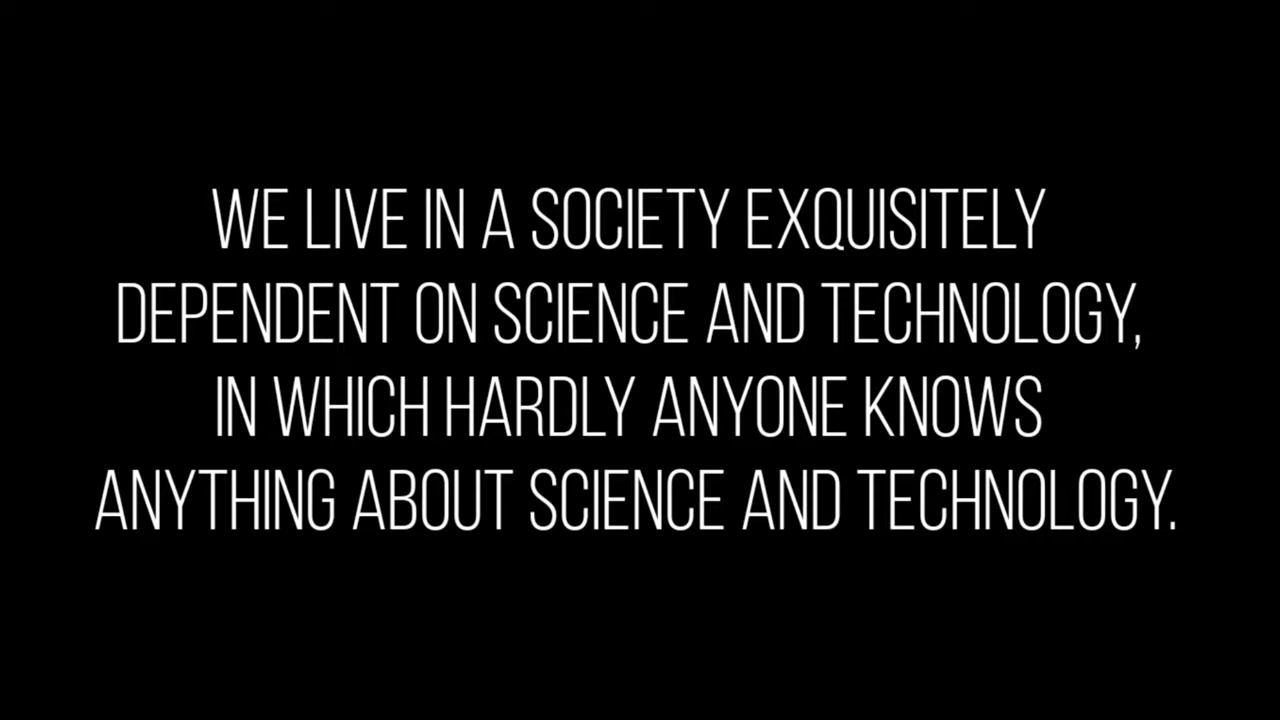 WE LIVE IN A SOCIETY EXQUISITELY
DEPENDENT ON SCIENCE AND TECHNOLOGY,
IN WHICH HARDLY ANYONE KNOWS
ANYTHING ABOUT SCIENCE AND TECHNOLOGY.